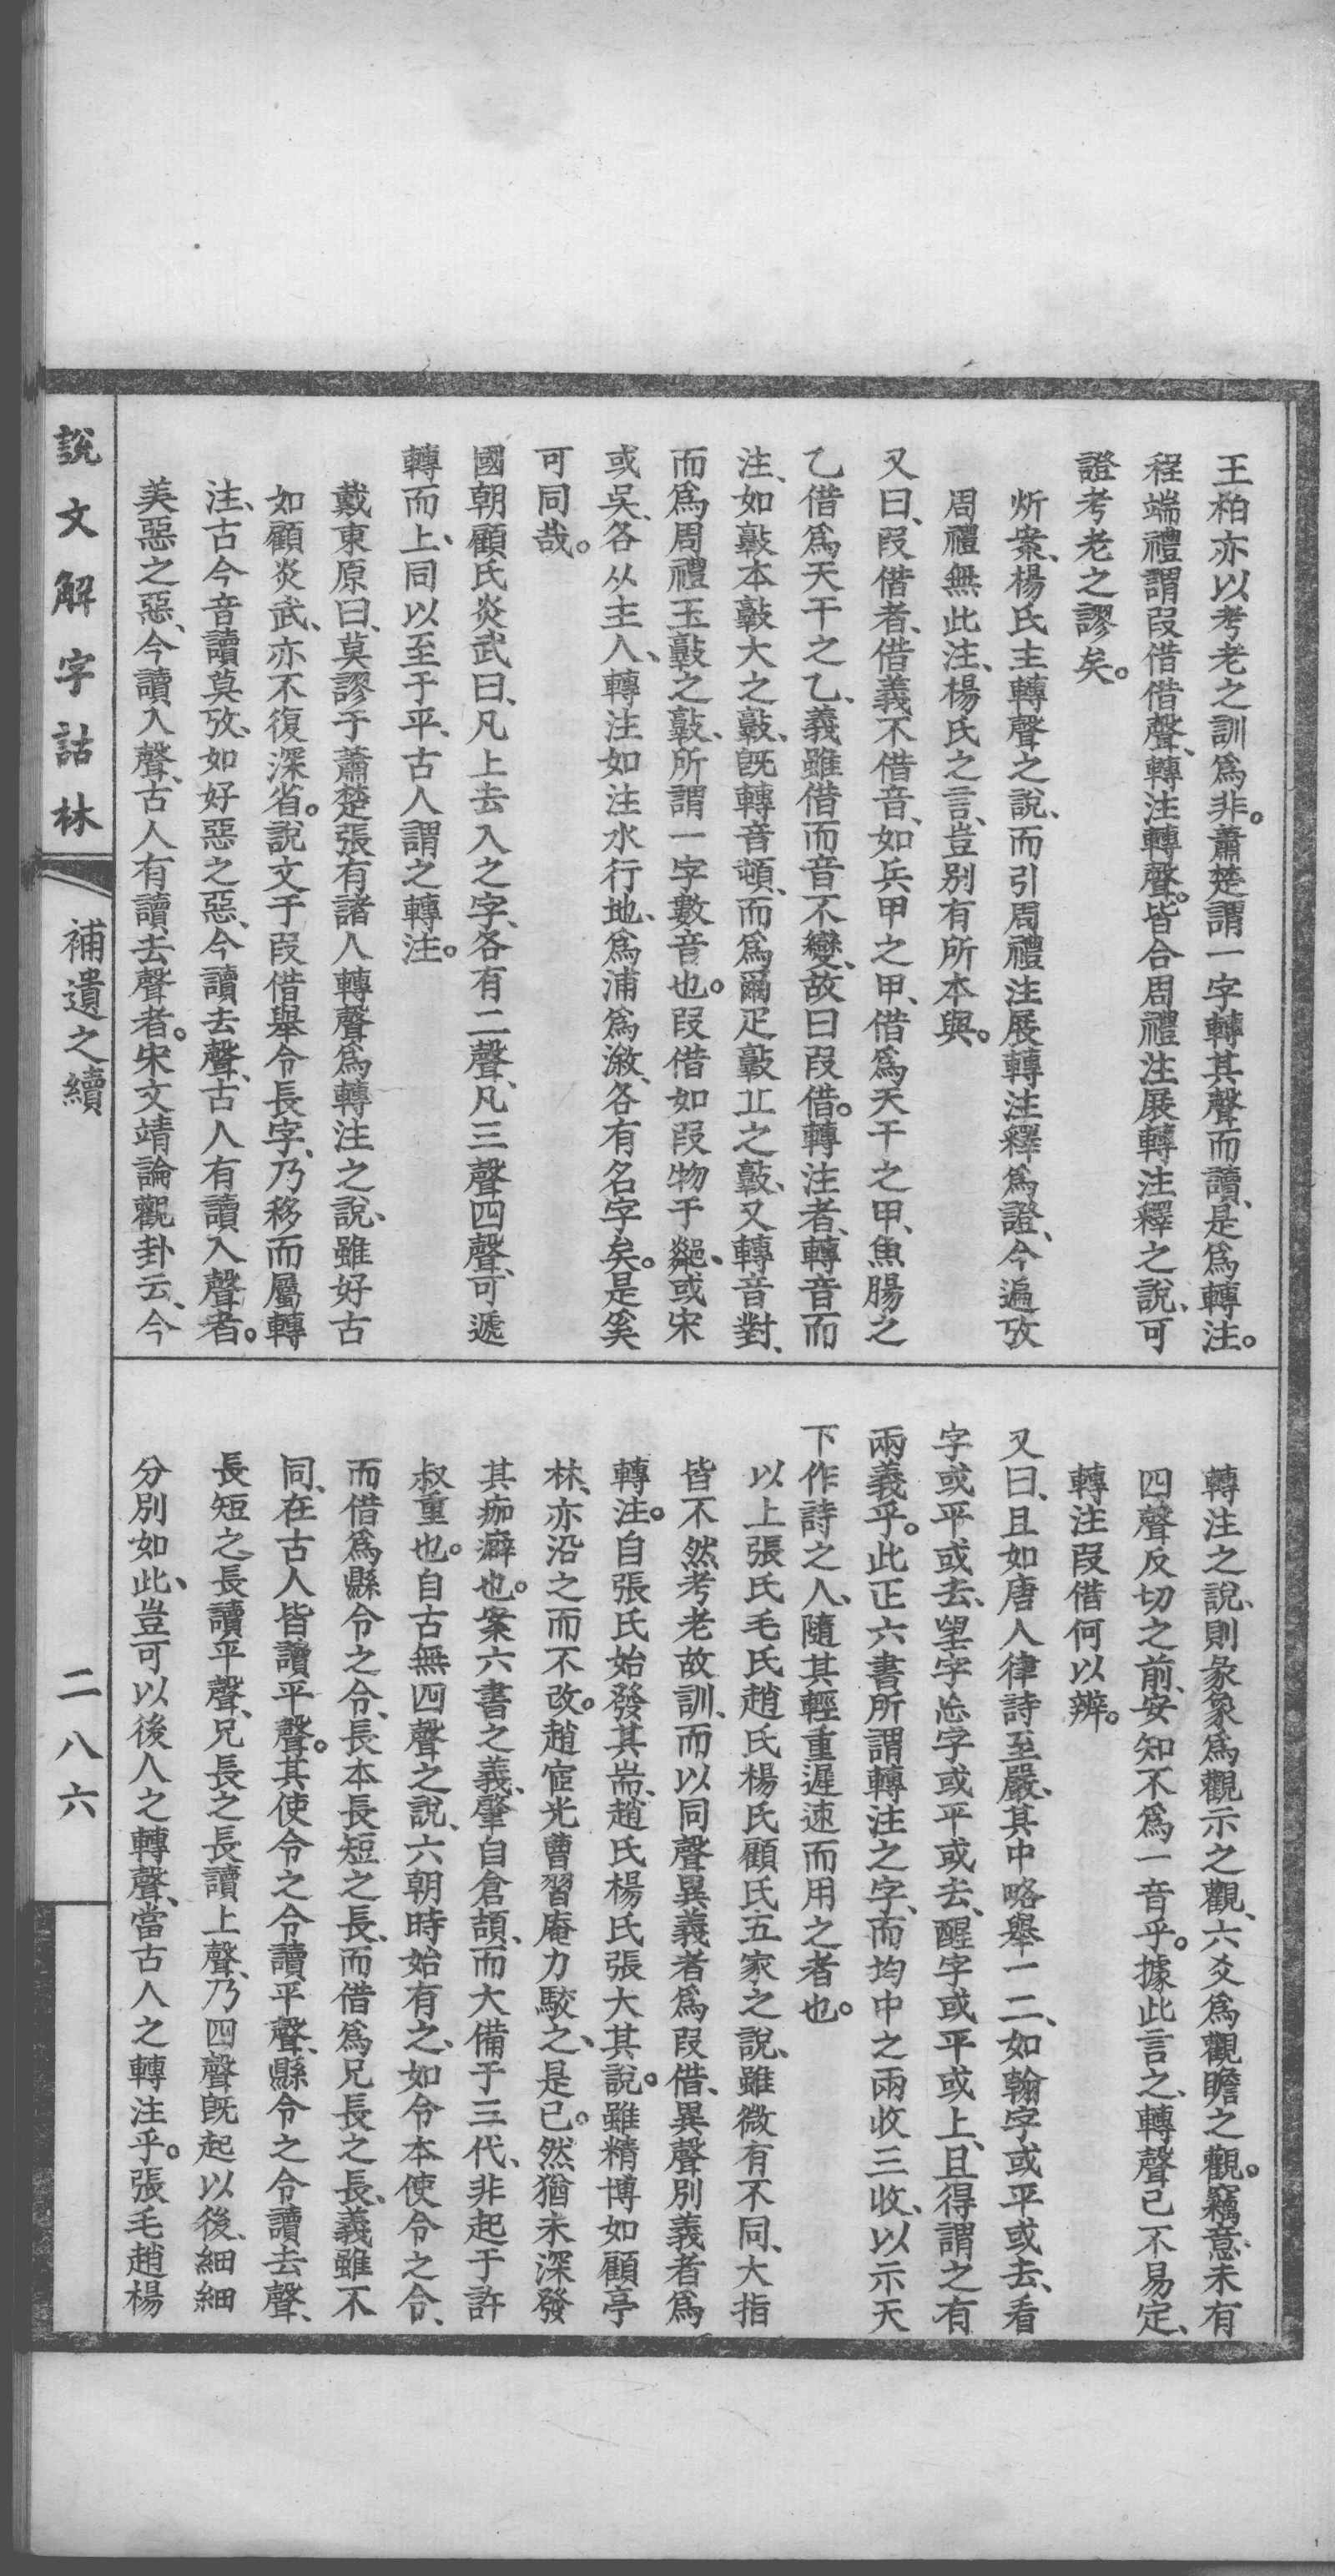 王柏亦以考老之訓爲非。蕭楚謂一字轉其聲而讀、是爲轉注。
程端禮謂叚借借聲、轉注轉聲。皆合周禮注展轉注釋之說、可
證考老之謬矣。
炘案、楊氏主轉聲之說、而引周禮注展轉注釋爲證、今遍攷
周禮無此注、楊氏之言、豈別有所本與。
又曰、叚借者、借義不借音、如兵甲之甲、借爲天干之甲、魚腸之
乙借爲天干之乙、義雖借而音不變、故曰叚借。轉注者、轉音而
注、如敦本敦大之敦、旣轉音頓、而爲爾疋敦丘之敦、又轉音對、
而爲周禮玉敦之敦、所謂一字數音也。叚借如叚物于鄰、或宋
或吳、各从主人、轉注如注水行地、爲浦爲溆、各有名字矣。是奚
可同哉。
國朝顧氏炎武曰、凡上去入之字、各有二聲、凡三聲四聲、可遞
轉而上、同以至于平、古人謂之轉注。
戴東原曰、莫謬于蕭楚張有諸人轉聲爲轉注之說、雖好古
如顧炎武、亦不復深省。說文于叚借舉令長字、乃移而屬轉
注、古今音讀莫攷、如好惡之惡、今讀去聲、古人有讀入聲者。
美惡之惡、今讀入聲、古人有讀去聲者。宋文靖論觀卦云、今
轉注之說、則彖象爲觀示之觀、六爻爲觀瞻之觀。竊意未有
四聲反切之前、安知不爲一音乎。據此言之、轉聲已不易定、
轉注叚借何以辨。
又曰、且如唐人律詩至嚴、其中略舉一二、如翰字或平或去、看
字或平或去、望字忘字或平或去、醒字或平或上、且得謂之有
兩義乎。此正六書所謂轉注之字、而均中之兩收三收、以示天
下作詩之人、隨其輕重遲速而用之者也。
以上張氏毛氏趙氏楊氏顧氏五家之說、雖微有不同、大指
皆不然考老故訓、而以同聲異義者爲叚借、異聲別義者爲
轉注。自張氏始發其耑、趙氏楊氏張大其說。雖精博如顧亭
林、亦沿之而不改。趙宧光曹習庵力駮之、是已。然猶未深發
其痂癖也。案六書之義、肇自倉頡、而大備于三代、非起于許
叔重也。自古無四聲之說、六朝時始有之、如令本使令之令、
而借爲縣令之令、長本長短之長、而借爲兄長之長、義雖不
同、在古人皆讀平聲。其使令之令讀平聲、縣令之令讀去聲、
長短之長讀平聲、兄長之長讀上聲、乃四聲旣起以後、細細
分別如此、豈可以後人之轉聲、當古人之轉注乎。張毛趙楊
說文解字詁林
補遺之續
二八六